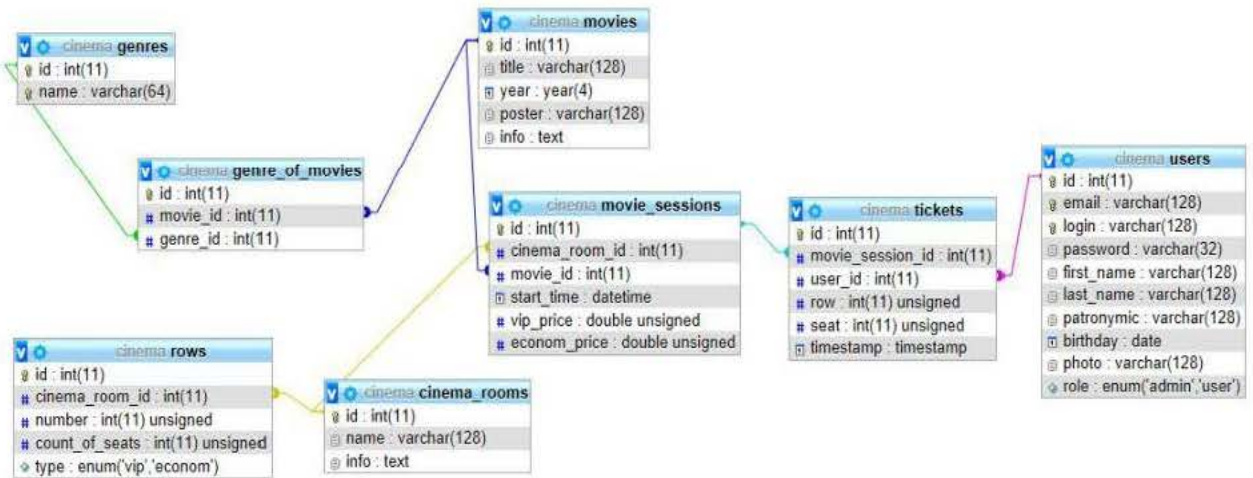 cinema genres
id : int(11)
name : varchar(64)
cinema movies
id : int(11)
title : varchar(128)
year : year(4)
poster : varchar(128)
info : text
cinema genre_of_movies
id : int(11)
movie_id : int(11)
genre_id : int(11)
cinema movie_sessions
id : int(11)
cinema_room_id : int(11)
movie_id : int(11)
start_time : datetime
vip_price : double unsigned
econom_price : double unsigned
cinema tickets
id : int(11)
movie_session_id : int(11)
user_id : int(11)
row : int(11) unsigned
seat : int(11) unsigned
timestamp : timestamp
cinema users
id : int(11)
email : varchar(128)
login : varchar(128)
password : varchar(32)
first_name : varchar(128)
last_name : varchar(128)
patronymic : varchar(128)
birthday : date
photo : varchar(128)
role : enum('admin','user')
cinema rows
id : int(11)
cinema_room_id : int(11)
number : int(11) unsigned
count_of_seats : int(11) unsigned
type : enum('vip','econom')
cinema cinema_rooms
id : int(11)
name : varchar(128)
info : text